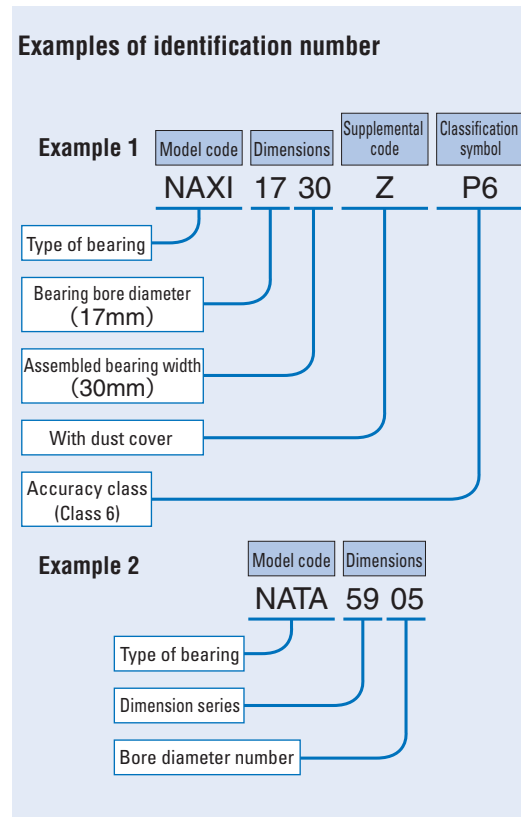 Examples of identification number
Supplemental
code
Classification
symbol
Example 1
Model code
Dimensions
NAXI 17 30 Z P6
Type of bearing
Bearing bore diameter
(17mm)
Assembled bearing width
(30mm)
With dust cover
Accuracy class
(Class 6)
Example 2
Model code
Dimensions
NATA 59 05
Type of bearing
Dimension series
Bore diameter number